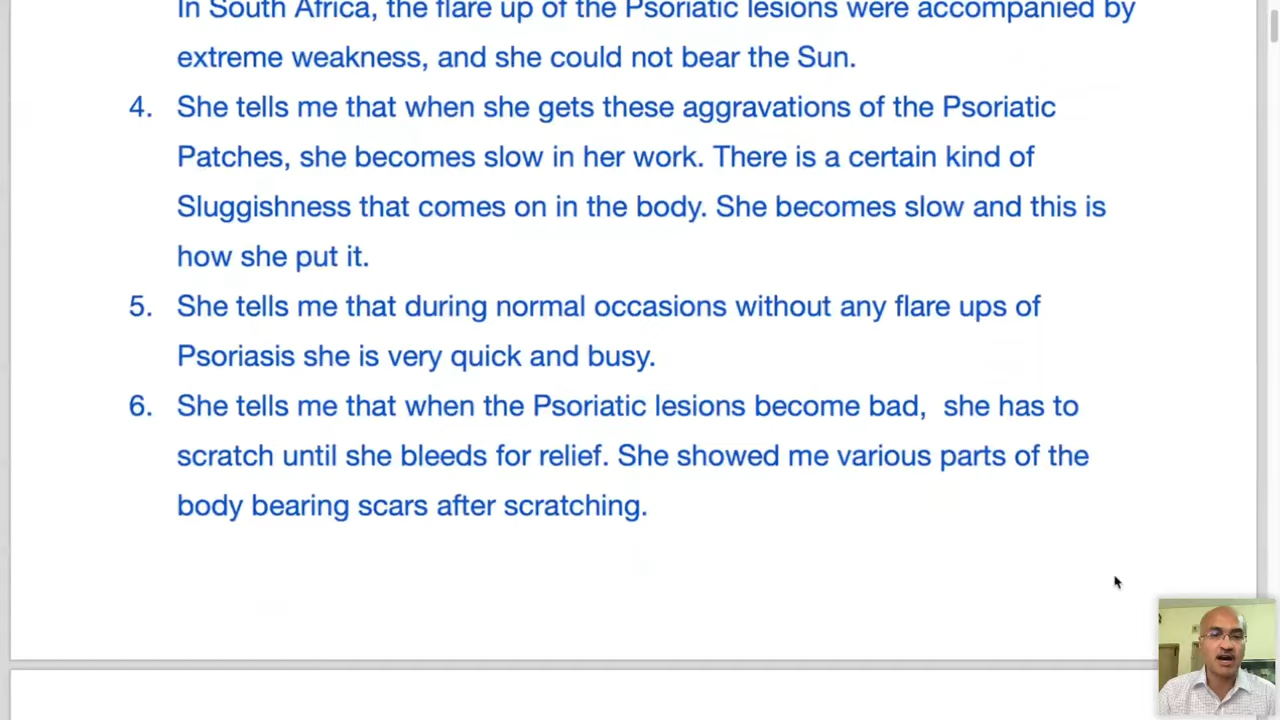 In South Africa, the flare up of the Psoriatic lesions were accompanied by
extreme weakness, and she could not bear the Sun.
4. She tells me that when she gets these aggravations of the Psoriatic
Patches, she becomes slow in her work. There is a certain kind of
Sluggishness that comes on in the body. She becomes slow and this is
how she put it.
5. She tells me that during normal occasions without any flare ups of
Psoriasis she is very quick and busy.
6. She tells me that when the Psoriatic lesions become bad,  she has to
scratch until she bleeds for relief. She showed me various parts of the
body bearing scars after scratching.